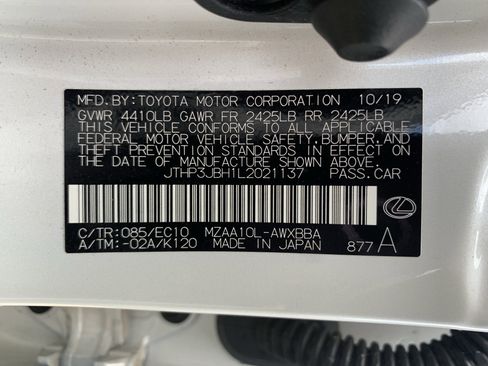 MFD. BY: TOYOTA MOTOR CORPORATION 10/19
GVWR 4410LB GAWR FR 2425LB RR 2425LB
THIS VEHICLE CONFORMS TO ALL APPLICABLE
FEDERAL MOTOR VEHICLE SAFETY, BUMPER, AND
THEFT PREVENTION STANDARDS IN EFFECT ON
THE DATE OF MANUFACTURE SHOWN ABOVE.
JTHP3JBH1L2021137 PASS. CAR
C/TR: 085/EC10 MZAA10L-AWXBBA
A/TM: -02A/K120 MADE IN JAPAN 877 A